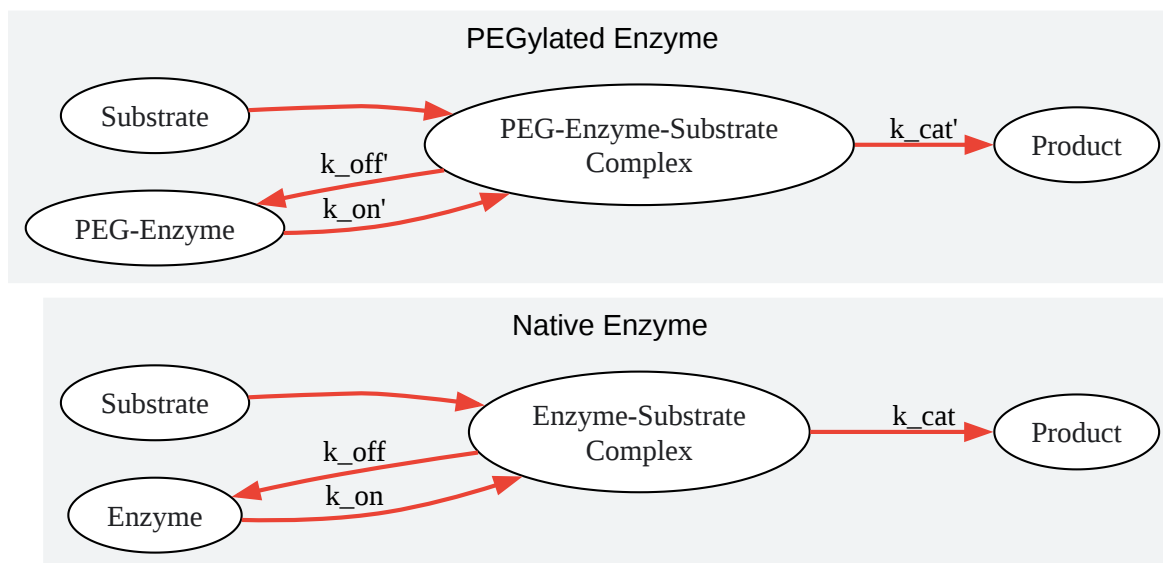 PEGylated Enzyme
Substrate
PEG-Enzyme-Substrate
Complex
k_cat'
Product
k_off'
k_on'
PEG-Enzyme
Native Enzyme
Substrate
Enzyme-Substrate
Complex
k_cat
Product
k_off
k_on
Enzyme